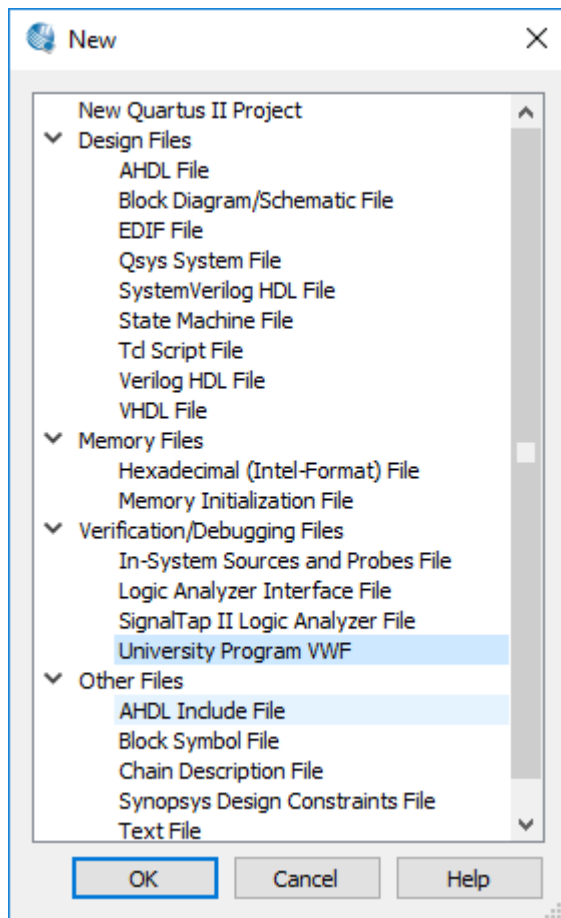 New
New Quartus II Project
Design Files
AHDL File
Block Diagram/Schematic File
EDIF File
Qsys System File
SystemVerilog HDL File
State Machine File
Tcl Script File
Verilog HDL File
VHDL File
Memory Files
Hexadecimal (Intel-Format) File
Memory Initialization File
Verification/Debugging Files
In-System Sources and Probes File
Logic Analyzer Interface File
SignalTap II Logic Analyzer File
University Program VWF
Other Files
AHDL Include File
Block Symbol File
Chain Description File
Synopsys Design Constraints File
Text File
OK Cancel Help